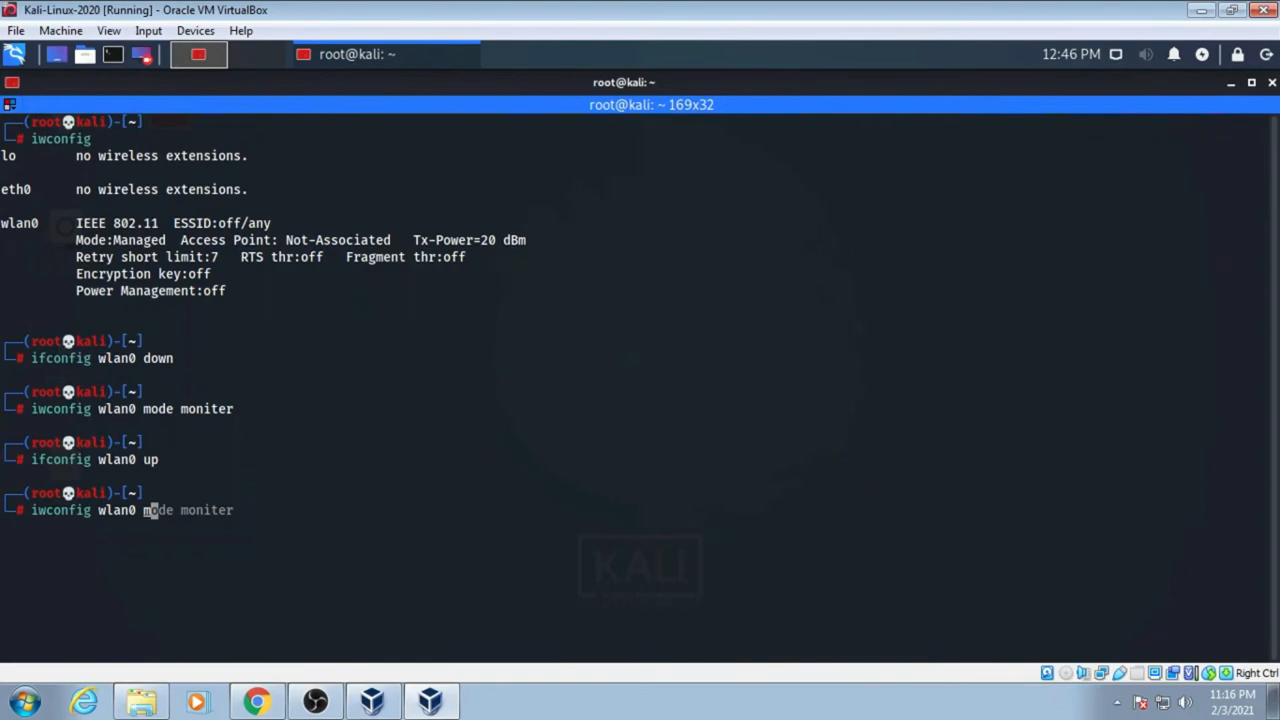 Kali-Linux-2020 [Running] - Oracle VM VirtualBox
File Machine View Input Devices Help
root@kali: ~
12:46 PM
root@kali: ~
root@kali: ~ 169x32
(root💀kali)-[~]
# iwconfig
lo no wireless extensions.
eth0 no wireless extensions.
wlan0 IEEE 802.11 ESSID:off/any
Mode:Managed Access Point: Not-Associated Tx-Power=20 dBm
Retry short limit:7 RTS thr:off Fragment thr:off
Encryption key:off
Power Management:off
(root💀kali)-[~]
# ifconfig wlan0 down
(root💀kali)-[~]
# iwconfig wlan0 mode moniter
(root💀kali)-[~]
# ifconfig wlan0 up
(root💀kali)-[~]
# iwconfig wlan0 mode moniter
KALI
Right Ctrl
11:16 PM
2/3/2021